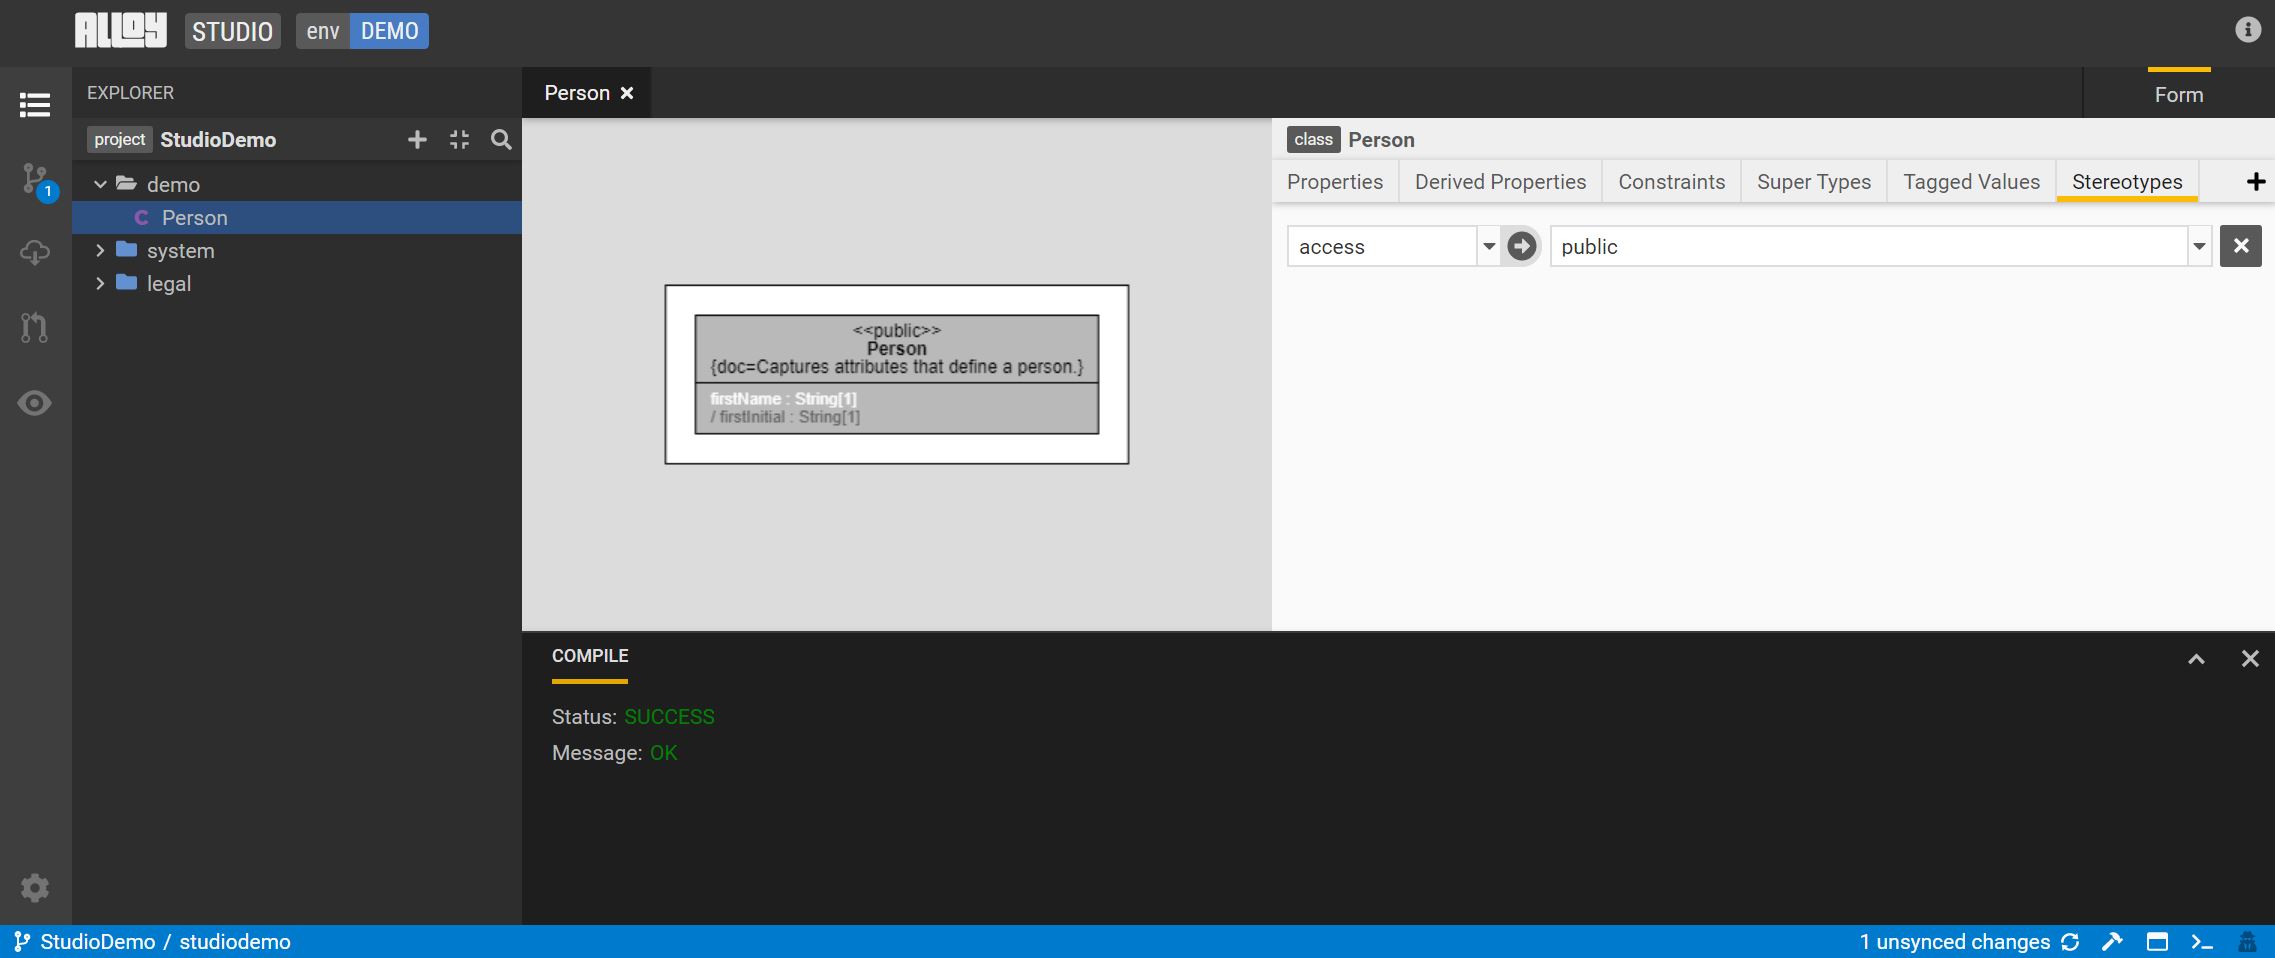 ALLOY STUDIO env DEMO
EXPLORER
Person
Form
project StudioDemo
demo
Person
system
legal
1
<<public>>
Person
{doc=Captures attributes that define a person.}
firstName : String[1]
/ firstInitial : String[1]
class Person
Properties Derived Properties Constraints Super Types Tagged Values Stereotypes
access public
COMPILE
Status: SUCCESS
Message: OK
StudioDemo / studiodemo
1 unsynced changes